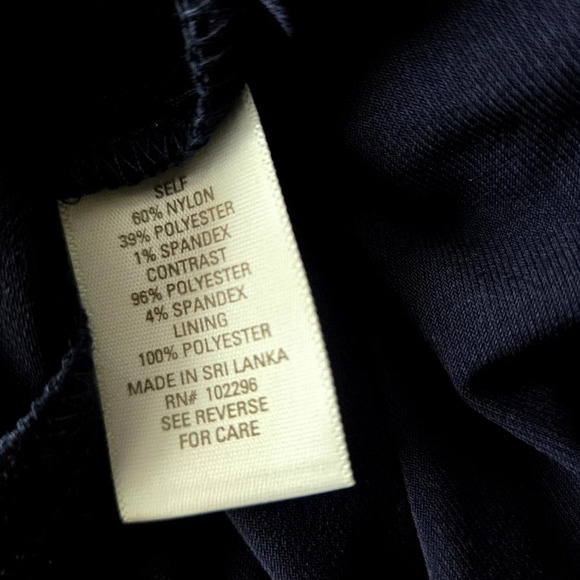 SELF
60% NYLON
39% POLYESTER
1% SPANDEX
CONTRAST
96% POLYESTER
4% SPANDEX
LINING
100% POLYESTER
MADE IN SRI LANKA
RN# 102296
SEE REVERSE
FOR CARE